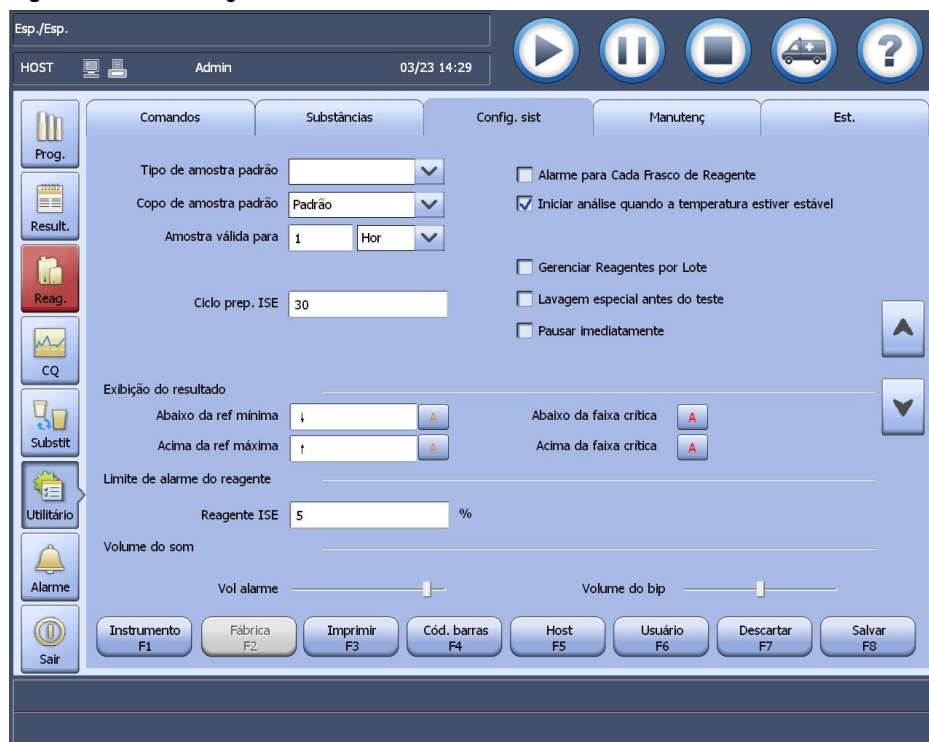 Esp./Esp.
HOST Admin 03/23 14:29
?
Prog.
Result.
Reag.
CQ
Substit
Utilitário
Alarme
Sair
Comandos Substâncias Config. sist Manutenç Est.
Tipo de amostra padrão
Copo de amostra padrão Padrão
Amostra válida para 1 Hor
Ciclo prep. ISE 30
Alarme para Cada Frasco de Reagente
Iniciar análise quando a temperatura estiver estável
Gerenciar Reagentes por Lote
Lavagem especial antes do teste
Pausar imediatamente
Exibição do resultado
Abaixo da ref mínima ↓ A Abaixo da faixa crítica A
Acima da ref máxima ↑ A Acima da faixa crítica A
Limite de alarme do reagente
Reagente ISE 5 %
Volume do som
Vol alarme Volume do bip
Instrumento F1 Fábrica F2 Imprimir F3 Cód. barras F4 Host F5 Usuário F6 Descartar F7 Salvar F8